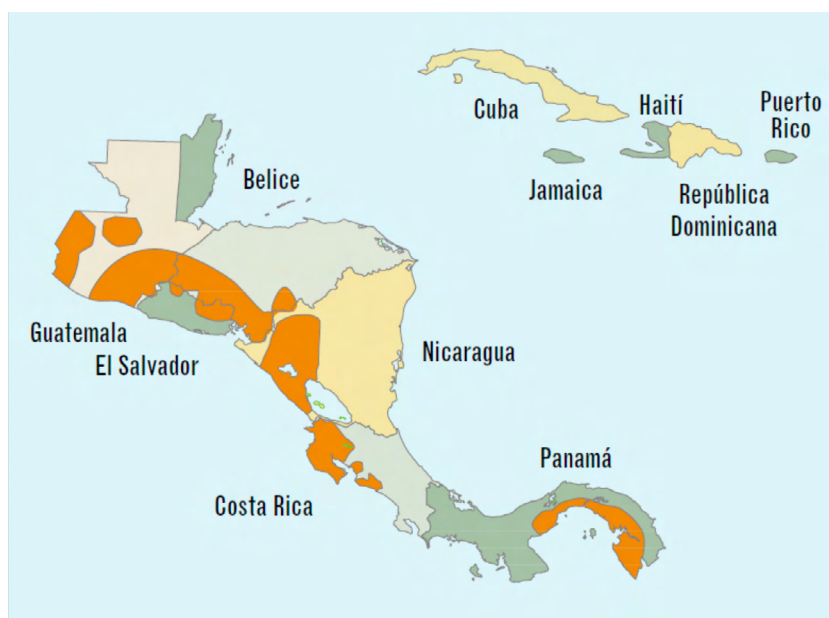 Cuba
Haití
Puerto
Rico
Belice
Jamaica
República
Dominicana
Guatemala
El Salvador
Nicaragua
Costa Rica
Panamá